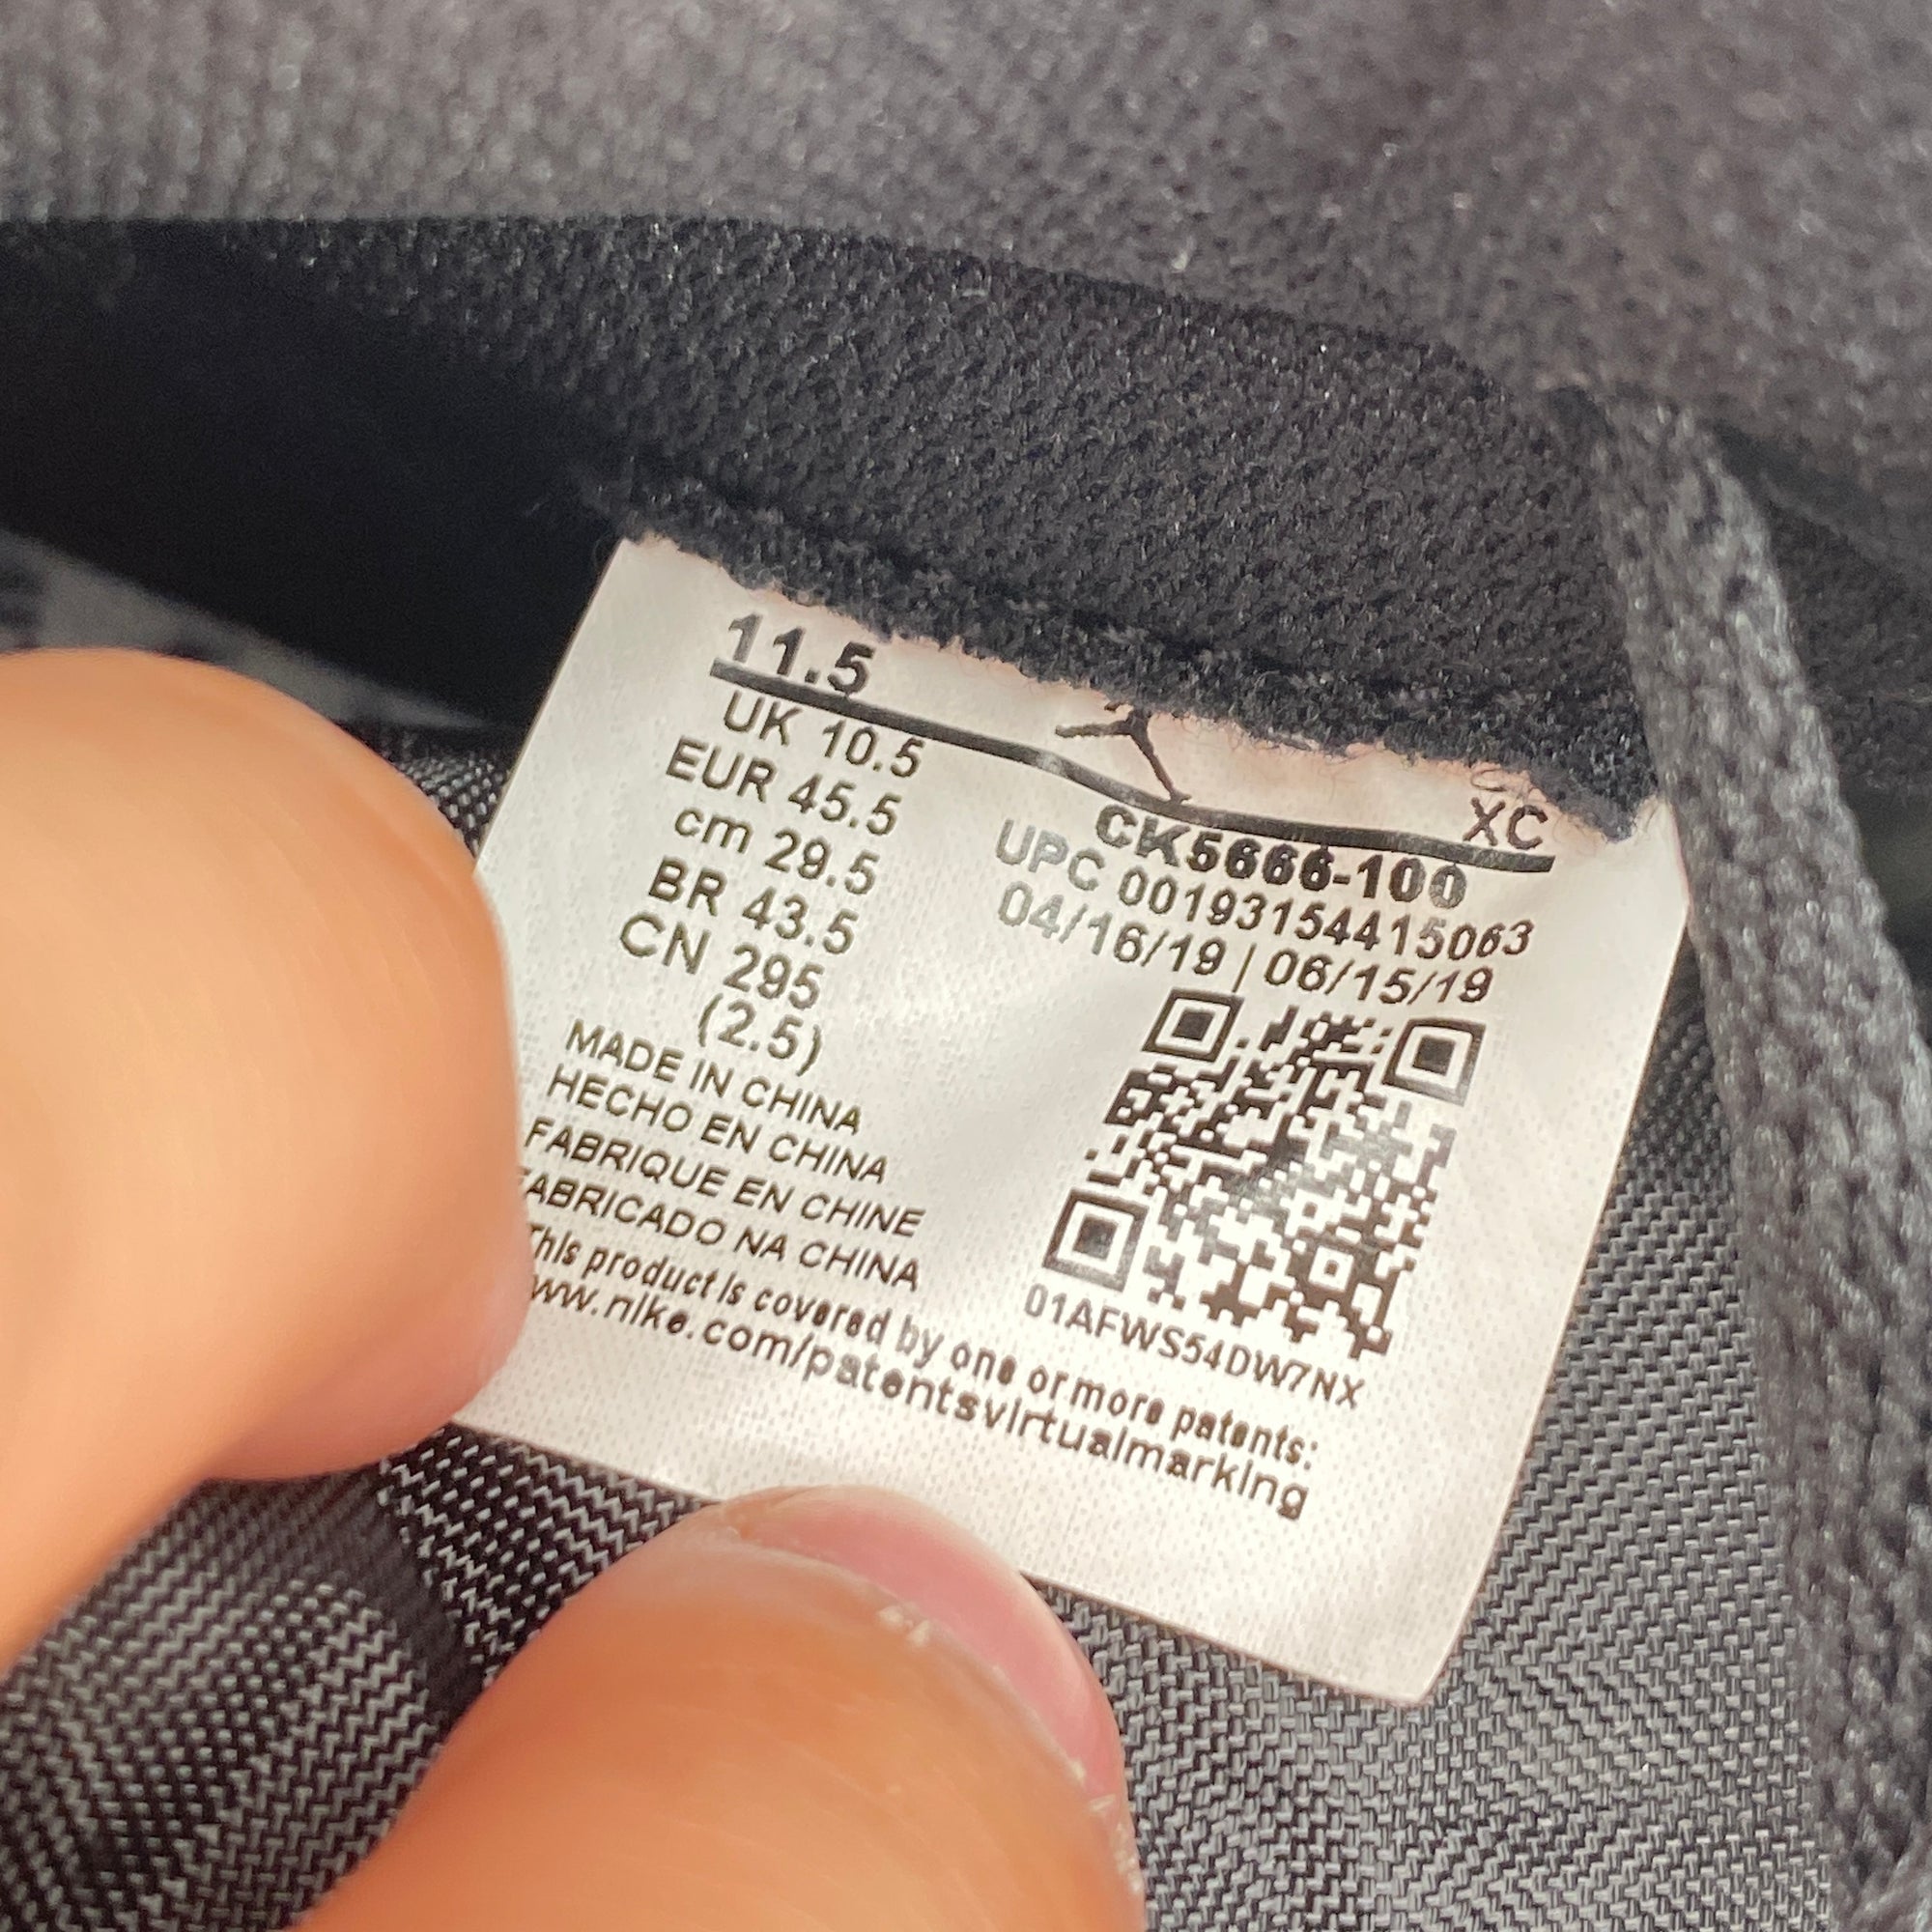 11.5
XC
UK 10.5
EUR 45.5
cm 29.5
BR 43.5
CN 295
(2.5)
MADE IN CHINA
HECHO EN CHINA
FABRIQUE EN CHINE
FABRICADO NA CHINA
CK5666-100
UPC 00193154415063
04/16/19 | 06/15/19
01AFWS54DW7NX
This product is covered by one or more patents:
www.nike.com/patentsvirtualmarking